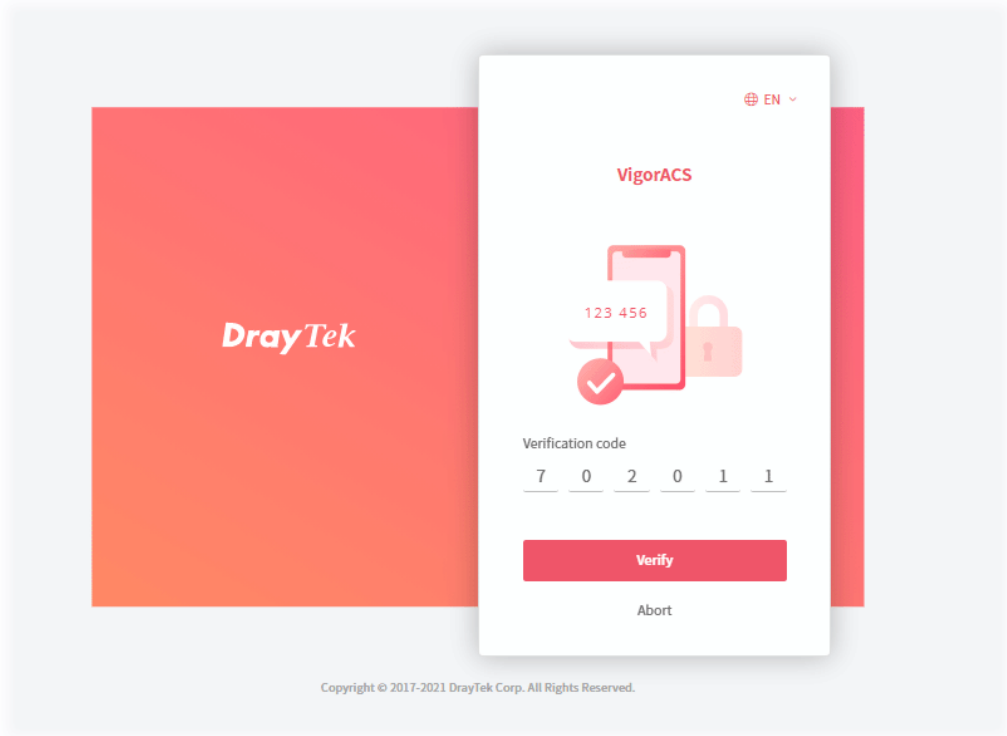 EN
VigorACS
123 456
DrayTek
Verification code
7 0 2 0 1 1
Verify
Abort
Copyright © 2017-2021 DrayTek Corp. All Rights Reserved.